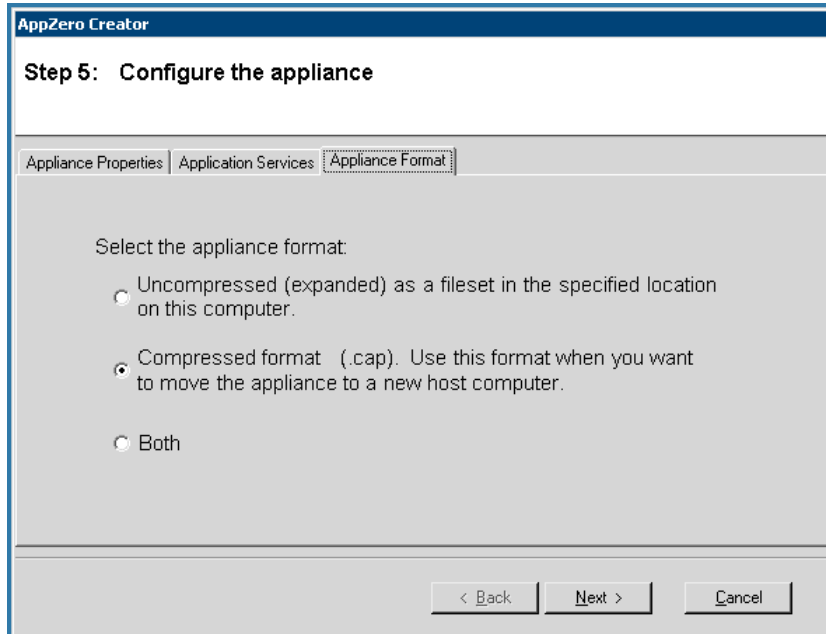 AppZero Creator
Step 5: Configure the appliance
Appliance Properties Application Services Appliance Format
Select the appliance format:
Uncompressed (expanded) as a fileset in the specified location
on this computer.
Compressed format (.cap). Use this format when you want
to move the appliance to a new host computer.
Both
< Back Next > Cancel